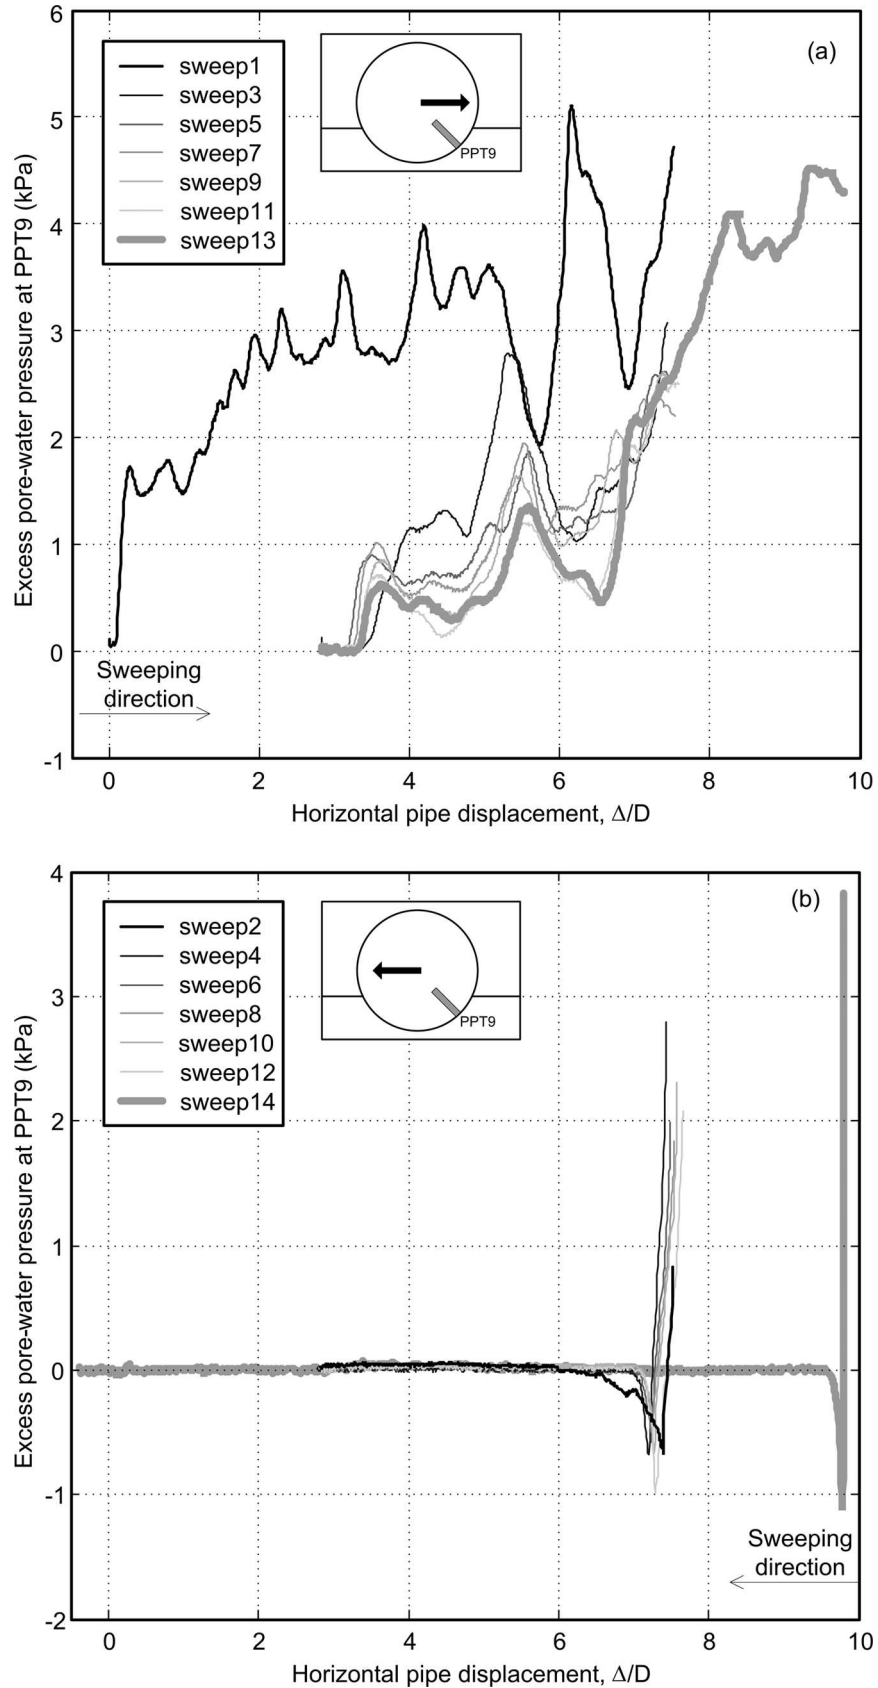 (a)
sweep1
sweep3
sweep5
sweep7
sweep9
sweep11
sweep13
PPT9
Excess pore-water pressure at PPT9 (kPa)
6
5
4
3
2
1
0
-1
Sweeping
direction
0 2 4 6 8 10
Horizontal pipe displacement, Δ/D
(b)
sweep2
sweep4
sweep6
sweep8
sweep10
sweep12
sweep14
PPT9
Excess pore-water pressure at PPT9 (kPa)
4
3
2
1
0
-1
-2
Sweeping
direction
0 2 4 6 8 10
Horizontal pipe displacement, Δ/D